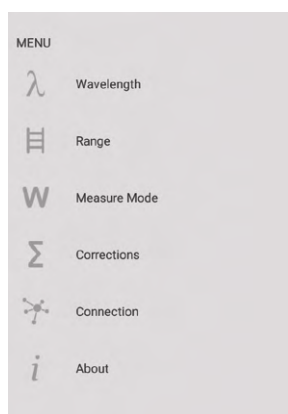 MENU
λ Wavelength
Range
W Measure Mode
Σ Corrections
Connection
i About